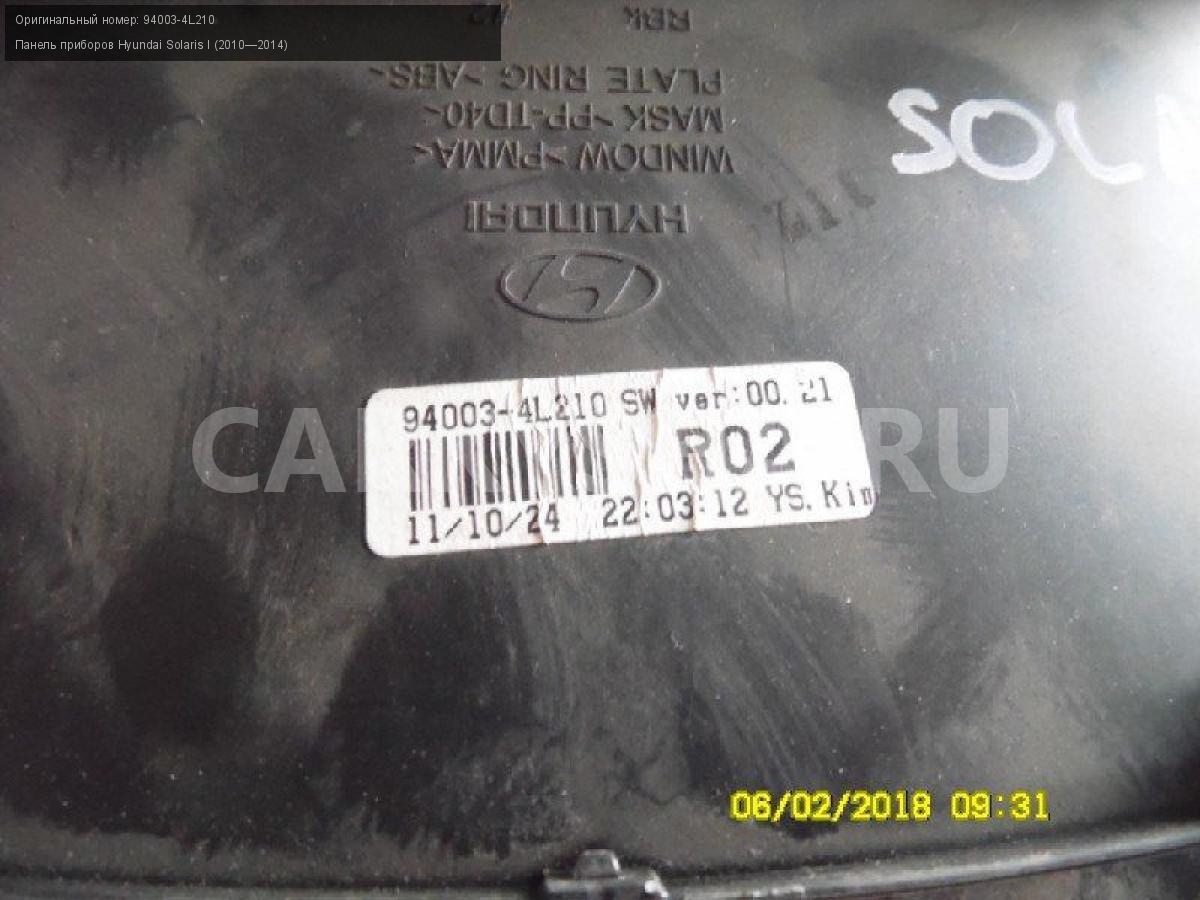 Оригинальный номер: 94003-4L210
Панель приборов Hyundai Solaris I (2010—2014)
RBk
PLATE RING >ABS<
MASK >PP-TD40<
WINDOW >PMMA<
HYUNDAI
SOL
94003-4L210 SW ver:00.21
R02
11/10/24 22:03:12 YS.Kim
06/02/2018 09:31